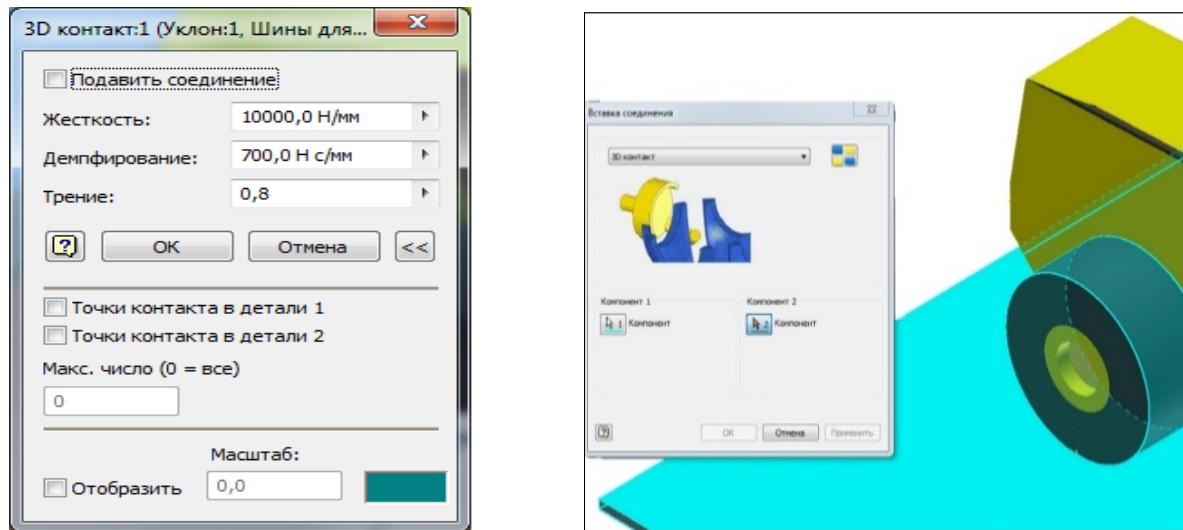 3D контакт:1 (Уклон:1, Шины для...
Подавить соединение
Жесткость: 10000,0 Н/мм
Демпфирование: 700,0 Н с/мм
Трение: 0,8
ОК Отмена <<
Точки контакта в детали 1
Точки контакта в детали 2
Макс. число (0 = все)
0
Масштаб:
Отобразить 0,0
Вставка соединения
3D контакт
Компонент 1 Компонент 2
1 Компонент 2 Компонент
ОК Отмена Применить